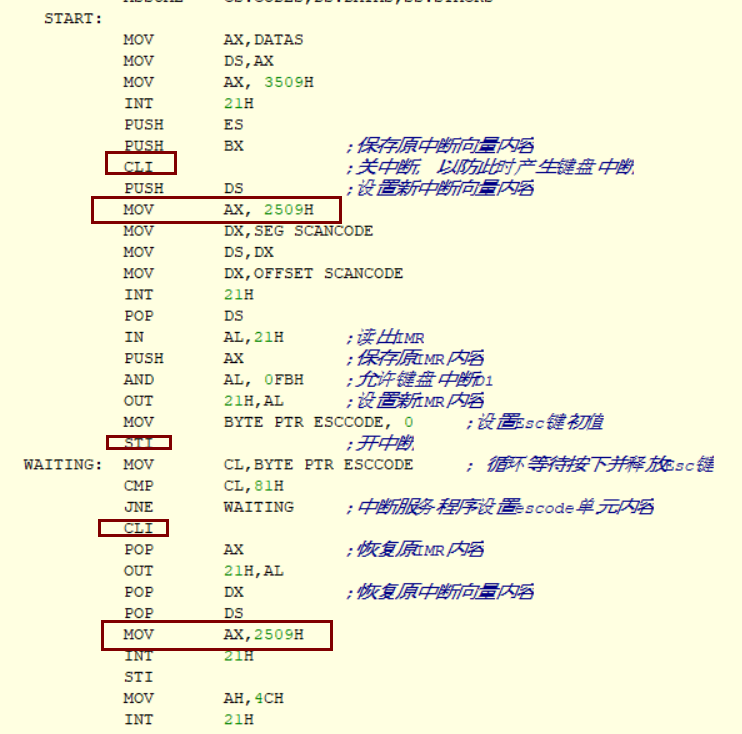 START:
MOV AX,DATAS
MOV DS,AX
MOV AX, 3509H
INT 21H
PUSH ES
PUSH BX ;保存原中断向量内容
CLI ;关中断，以防此时产生键盘中断
PUSH DS ;设置新中断向量内容
MOV AX, 2509H
MOV DX,SEG SCANCODE
MOV DS,DX
MOV DX,OFFSET SCANCODE
INT 21H
POP DS
IN AL,21H ;读出IMR
PUSH AX ;保存原IMR内容
AND AL, 0FBH ;允许键盘中断01
OUT 21H,AL ;设置新IMR内容
MOV BYTE PTR ESCCODE, 0 ;设置Esc键初值
STI ;开中断
WAITING: MOV CL,BYTE PTR ESCCODE ; 循环等待按下并释放Esc键
CMP CL,81H
JNE WAITING ;中断服务程序设置escode单元内容
CLI
POP AX ;恢复原IMR内容
OUT 21H,AL
POP DX ;恢复原中断向量内容
POP DS
MOV AX,2509H
INT 21H
STI
MOV AH,4CH
INT 21H